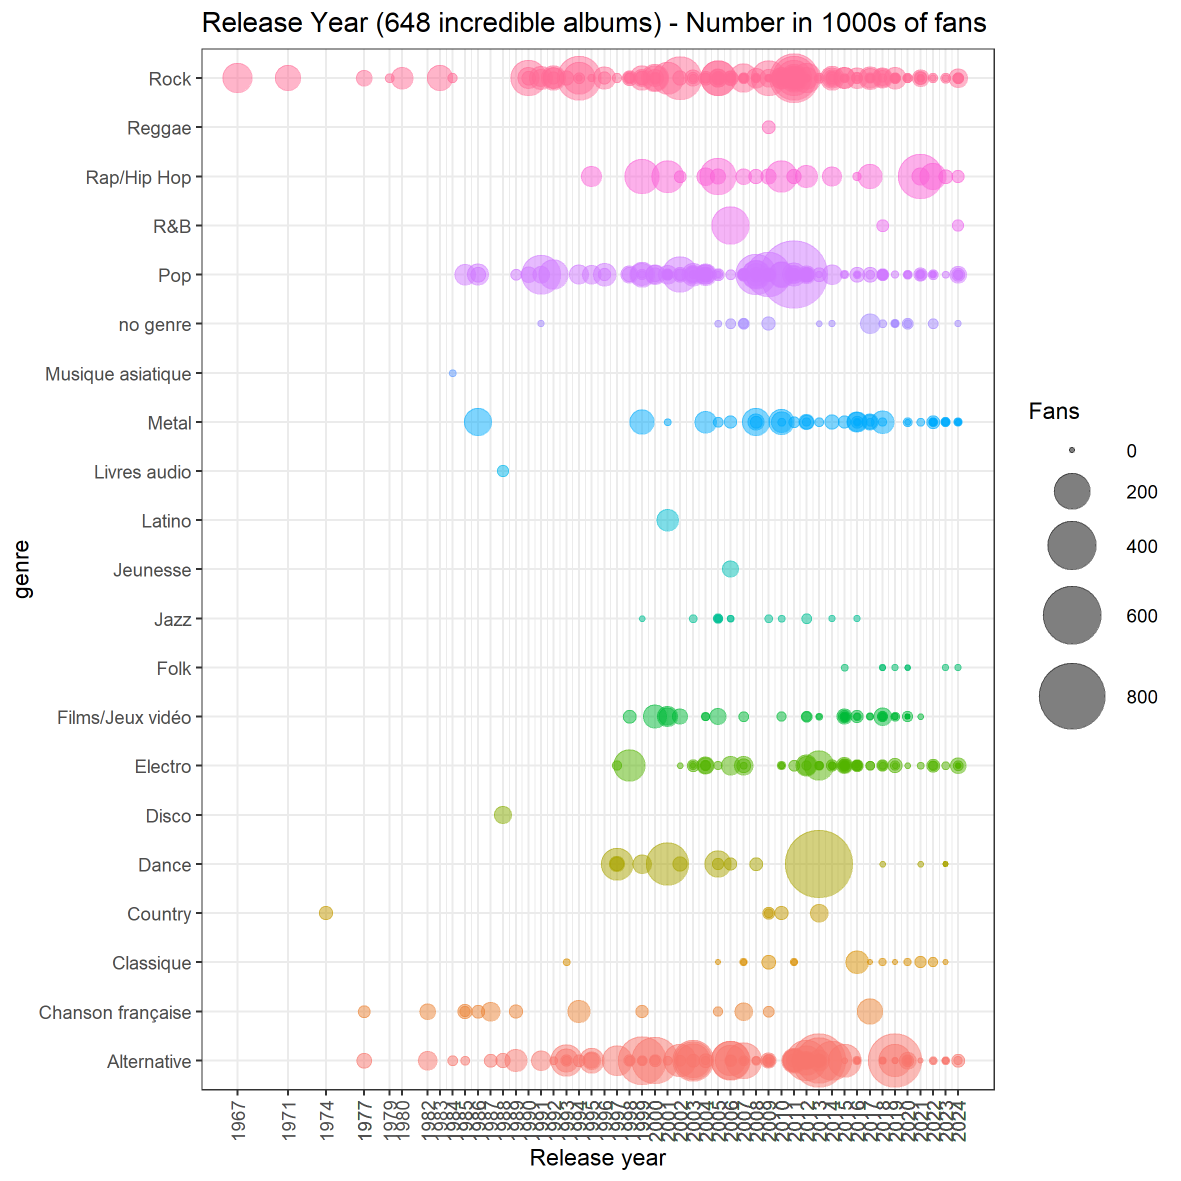 Release Year (648 incredible albums) - Number in 1000s of fans
Rock
Reggae
Rap/Hip Hop
R&B
Pop
no genre
Musique asiatique
Metal
Livres audio
Latino
Jeunesse
Jazz
Folk
Films/Jeux vidéo
Electro
Disco
Dance
Country
Classique
Chanson française
Alternative
genre
1967
1971
1974
1977
1979
1980
1982
1983
1984
1985
1986
1987
1988
1989
1990
1991
1992
1993
1994
1995
1996
1997
1998
1999
2000
2001
2002
2003
2004
2005
2006
2007
2008
2009
2010
2011
2012
2013
2014
2015
2016
2017
2018
2019
2020
2021
2022
2023
2024
Release year
Fans
0
200
400
600
800